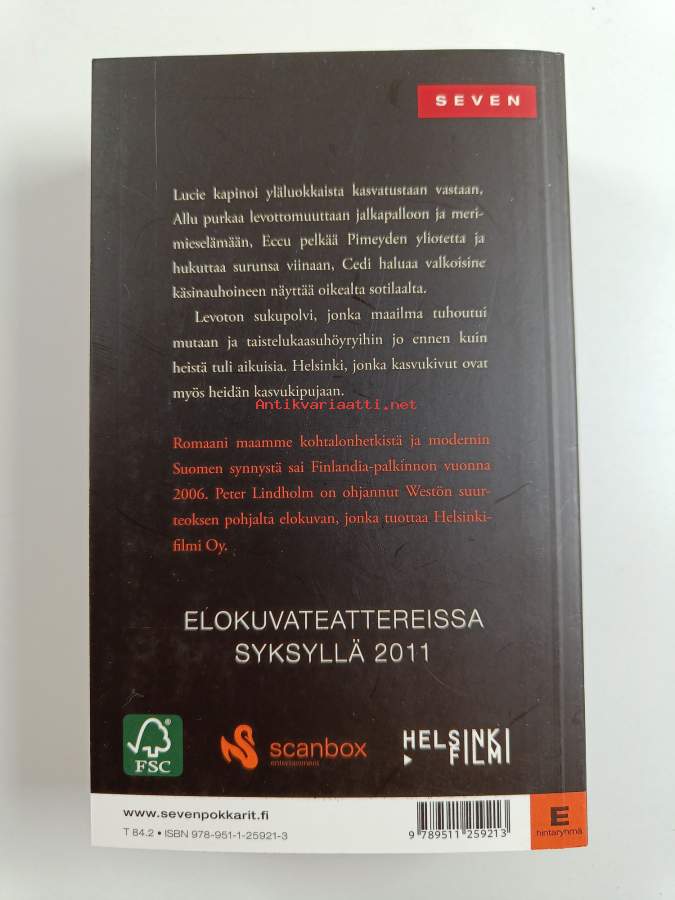 SEVEN
Lucie kapinoi yläluokkaista kasvatustaan vastaan,
Allu purkaa levottomuuttaan jalkapalloon ja meri-
mieselämään, Eccu pelkää Pimeyden yliotetta ja
hukuttaa surunsa viinaan, Cedi haluaa valkoisine
käsinauhoineen näyttää oikealta sotilaalta.
Levoton sukupolvi, jonka maailma tuhoutui
mutaan ja taistelukaasuhöyryihin jo ennen kuin
heistä tuli aikuisia. Helsinki, jonka kasvukivut ovat
myös heidän kasvukipujaan.
Antikvariaatti.net
Romaani maamme kohtalonhetkistä ja modernin
Suomen synnystä sai Finlandia-palkinnon vuonna
2006. Peter Lindholm on ohjannut Westön suur-
teoksen pohjalta elokuvan, jonka tuottaa Helsinki-
filmi Oy.
ELOKUVATEATTEREISSA
SYKSYLLÄ 2011
FSC
scanbox
entertainment
HELSINKI
FILMI
www.sevenpokkarit.fi
T 84.2 • ISBN 978-951-1-25921-3
9 789511 259213
E
hintaryhmä